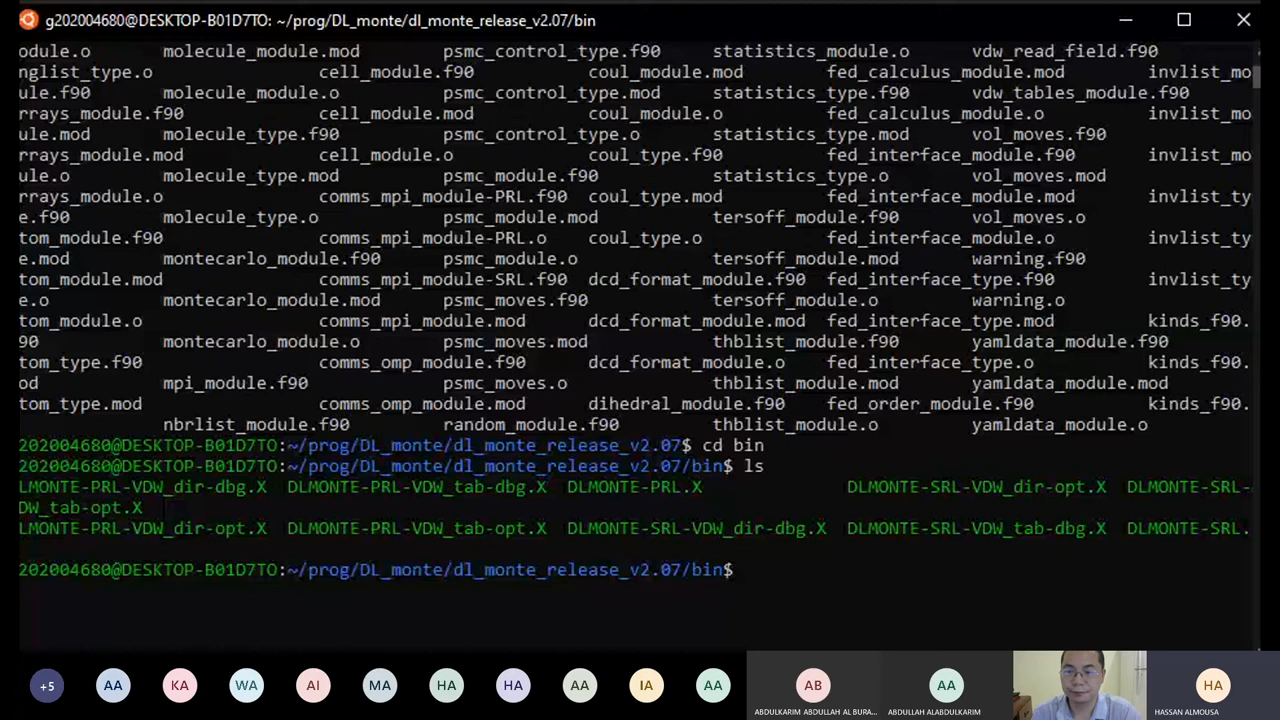 g202004680@DESKTOP-B01D7TO: ~/prog/DL_monte/dl_monte_release_v2.07/bin
odule.o molecule_module.mod psmc_control_type.f90 statistics_module.o vdw_read_field.f90
nglist_type.o cell_module.f90 coul_module.mod fed_calculus_module.mod invlist_mo
ule.f90 molecule_module.o psmc_control_type.mod statistics_type.f90 vdw_tables_module.f90
rrays_module.f90 cell_module.mod coul_module.o fed_calculus_module.o invlist_mo
ule.mod molecule_type.f90 psmc_control_type.o statistics_type.mod vol_moves.f90
rrays_module.mod cell_module.o coul_type.f90 fed_interface_module.f90 invlist_mo
ule.o molecule_type.mod psmc_module.f90 statistics_type.o vol_moves.mod
rrays_module.o comms_mpi_module-PRL.f90 coul_type.mod fed_interface_module.mod invlist_ty
e.f90 molecule_type.o psmc_module.mod tersoff_module.f90 vol_moves.o
tom_module.f90 comms_mpi_module-PRL.o coul_type.o fed_interface_module.o invlist_ty
e.mod montecarlo_module.f90 psmc_module.o tersoff_module.mod warning.f90
tom_module.mod comms_mpi_module-SRL.f90 dcd_format_module.f90 fed_interface_type.f90 invlist_ty
e.o montecarlo_module.mod psmc_moves.f90 tersoff_module.o warning.o
tom_module.o comms_mpi_module.mod dcd_format_module.mod fed_interface_type.mod kinds_f90.
90 montecarlo_module.o psmc_moves.mod thblist_module.f90 yamldata_module.f90
tom_type.f90 comms_omp_module.f90 dcd_format_module.o fed_interface_type.o kinds_f90.
od mpi_module.f90 psmc_moves.o thblist_module.mod yamldata_module.mod
tom_type.mod comms_omp_module.mod dihedral_module.f90 fed_order_module.f90 kinds_f90.
nbrlist_module.f90 random_module.f90 thblist_module.o yamldata_module.o
202004680@DESKTOP-B01D7TO:~/prog/DL_monte/dl_monte_release_v2.07$ cd bin
202004680@DESKTOP-B01D7TO:~/prog/DL_monte/dl_monte_release_v2.07/bin$ ls
LMONTE-PRL-VDW_dir-dbg.X DLMONTE-PRL-VDW_tab-dbg.X DLMONTE-PRL.X DLMONTE-SRL-VDW_dir-opt.X DLMONTE-SRL-
DW_tab-opt.X
LMONTE-PRL-VDW_dir-opt.X DLMONTE-PRL-VDW_tab-opt.X DLMONTE-SRL-VDW_dir-dbg.X DLMONTE-SRL-VDW_tab-dbg.X DLMONTE-SRL.
202004680@DESKTOP-B01D7TO:~/prog/DL_monte/dl_monte_release_v2.07/bin$
+5 AA KA WA AI MA HA HA AA IA AA AB AA HA
ABDULKARIM ABDULLAH AL BURA... ABDULLAH ALABDULKARIM HASSAN ALMOUSA